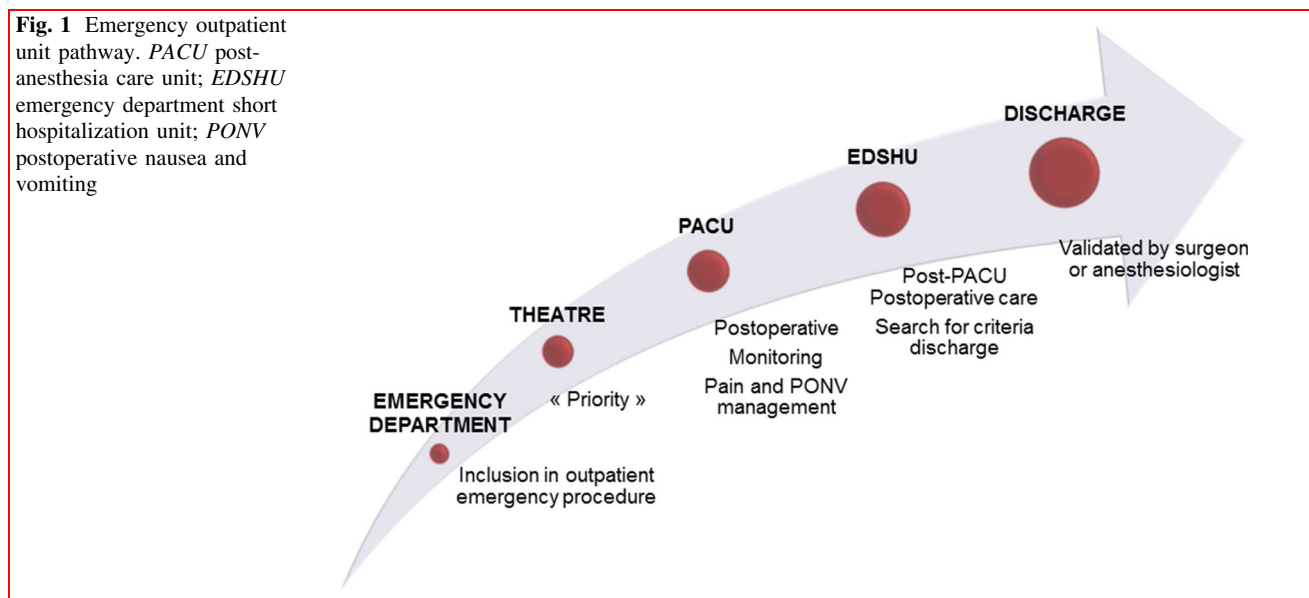 Fig. 1 Emergency outpatient
unit pathway. PACU post-
anesthesia care unit; EDSHU
emergency department short
hospitalization unit; PONV
postoperative nausea and
vomiting
EMERGENCY
DEPARTMENT
Inclusion in outpatient
emergency procedure
THEATRE
« Priority »
PACU
Postoperative
Monitoring
Pain and PONV
management
EDSHU
Post-PACU
Postoperative care
Search for criteria
discharge
DISCHARGE
Validated by surgeon
or anesthesiologist